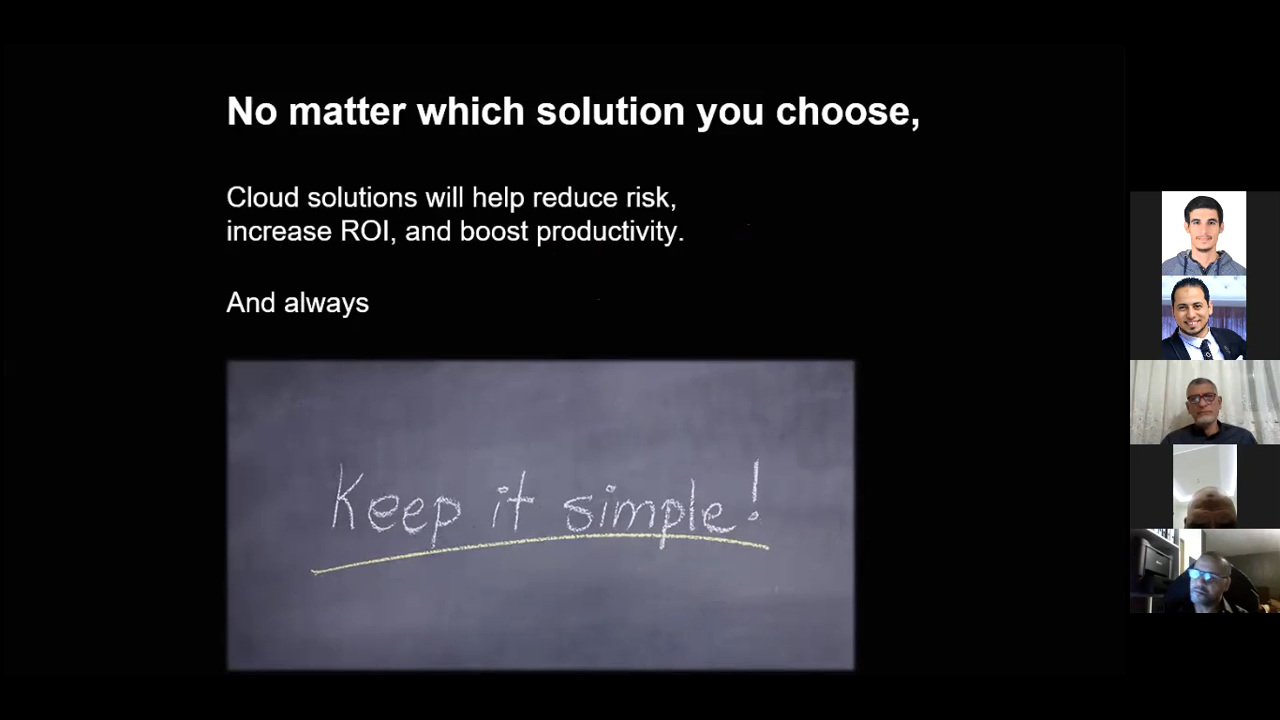 No matter which solution you choose,
Cloud solutions will help reduce risk,
increase ROI, and boost productivity.
And always
Keep it simple!